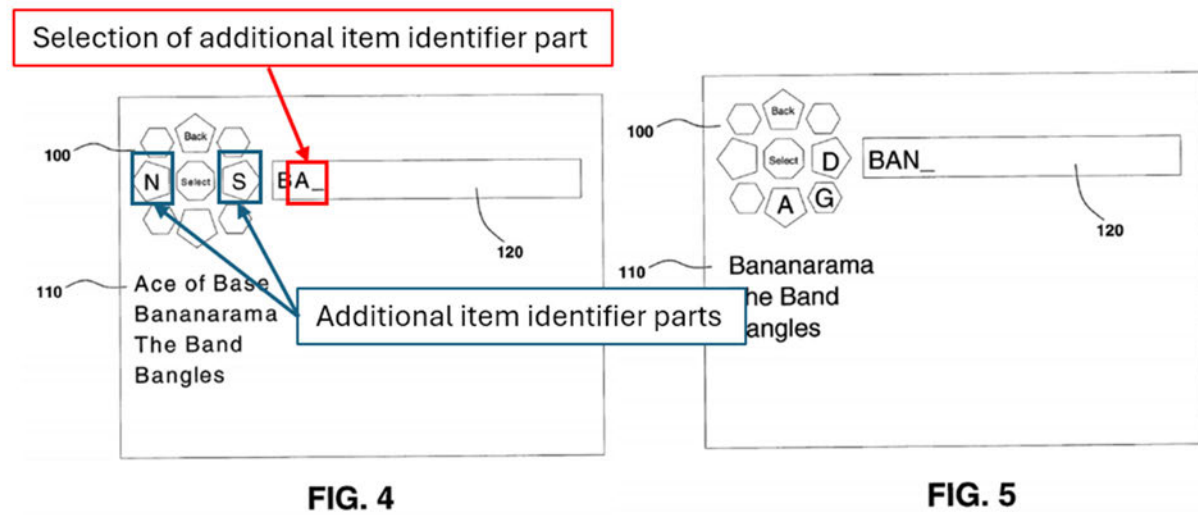 Selection of additional item identifier part
Back
100
N
Select
S
BA_
120
110
Ace of Base
Bananarama
The Band
Bangles
Additional item identifier parts
FIG. 4
Back
100
Select
D
BAN_
A
G
120
110
Bananarama
he Band
angles
FIG. 5